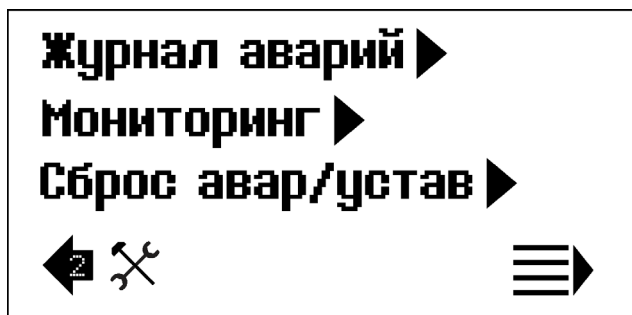 Журнал аварий
Мониторинг
Сброс авар/устав
2